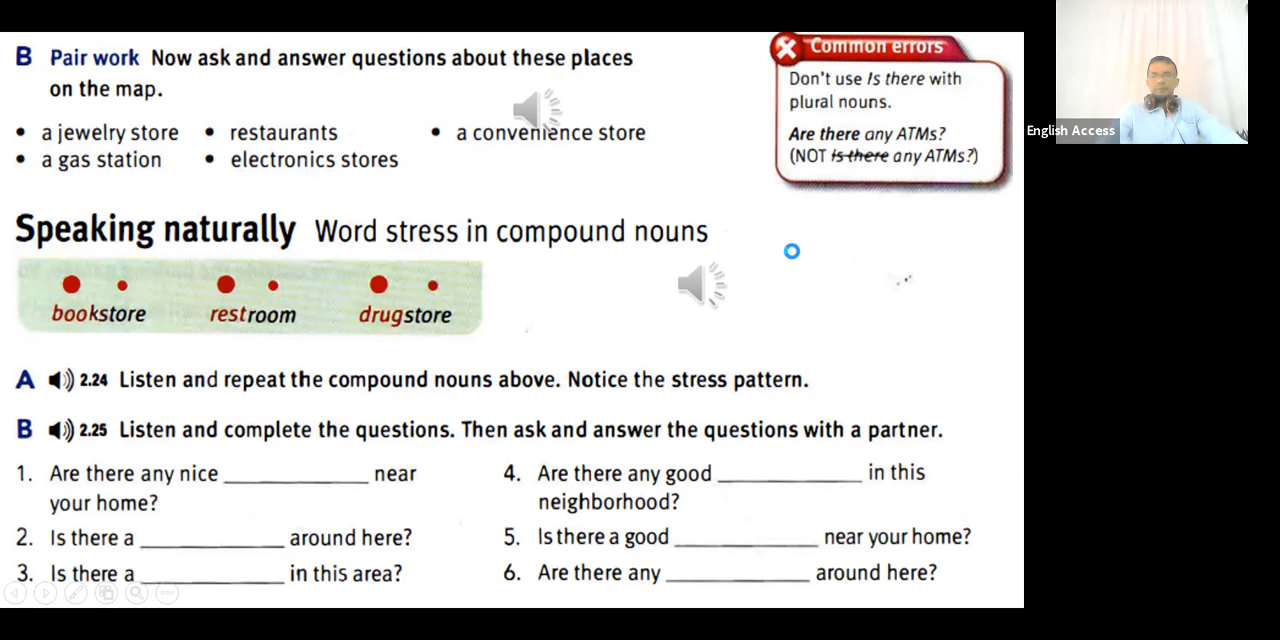 B Pair work Now ask and answer questions about these places
on the map.
• a jewelry store • restaurants • a convenience store
• a gas station • electronics stores
Common errors
Don't use Is there with
plural nouns.
Are there any ATMs?
(NOT Is there any ATMs?)
English Access
Speaking naturally Word stress in compound nouns
bookstore restroom drugstore
A 2.24 Listen and repeat the compound nouns above. Notice the stress pattern.
B 2.25 Listen and complete the questions. Then ask and answer the questions with a partner.
1. Are there any nice ____________ near
your home?
2. Is there a ____________ around here?
3. Is there a ____________ in this area?
4. Are there any good ____________ in this
neighborhood?
5. Is there a good ____________ near your home?
6. Are there any ____________ around here?